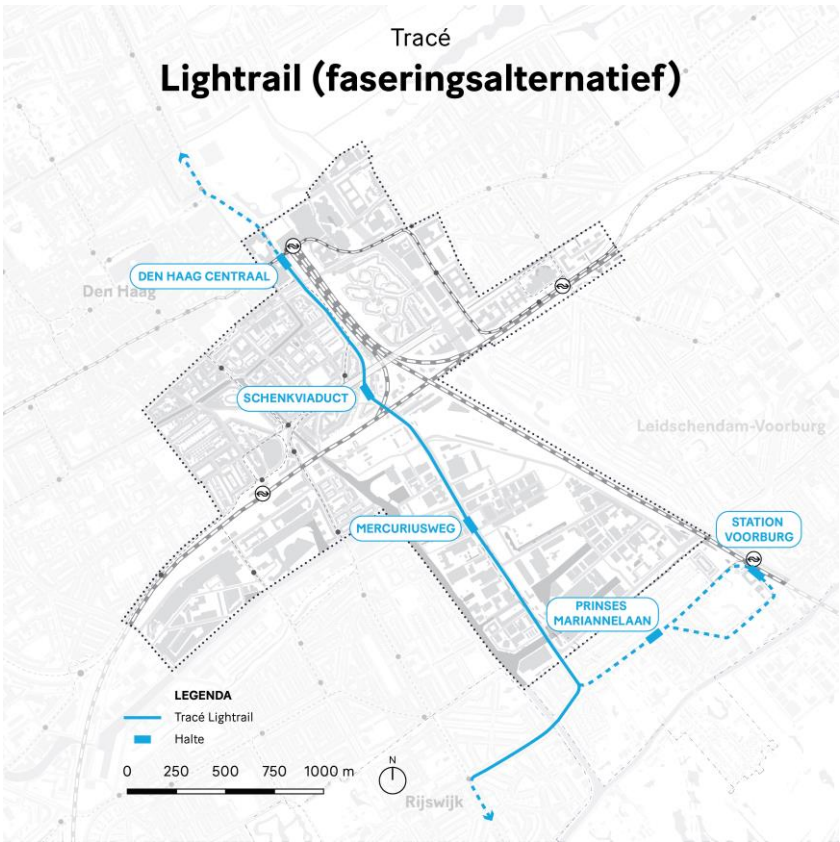 Tracé
Lightrail (faseringsalternatief)
DEN HAAG CENTRAAL
Den Haag
SCHENKVIADUCT
Leidschendam-Voorburg
MERCURIUSWEG
STATION
VOORBURG
PRINSES
MARIANNELAAN
LEGENDA
Tracé Lightrail
Halte
0 250 500 750 1000 m
N
Rijswijk